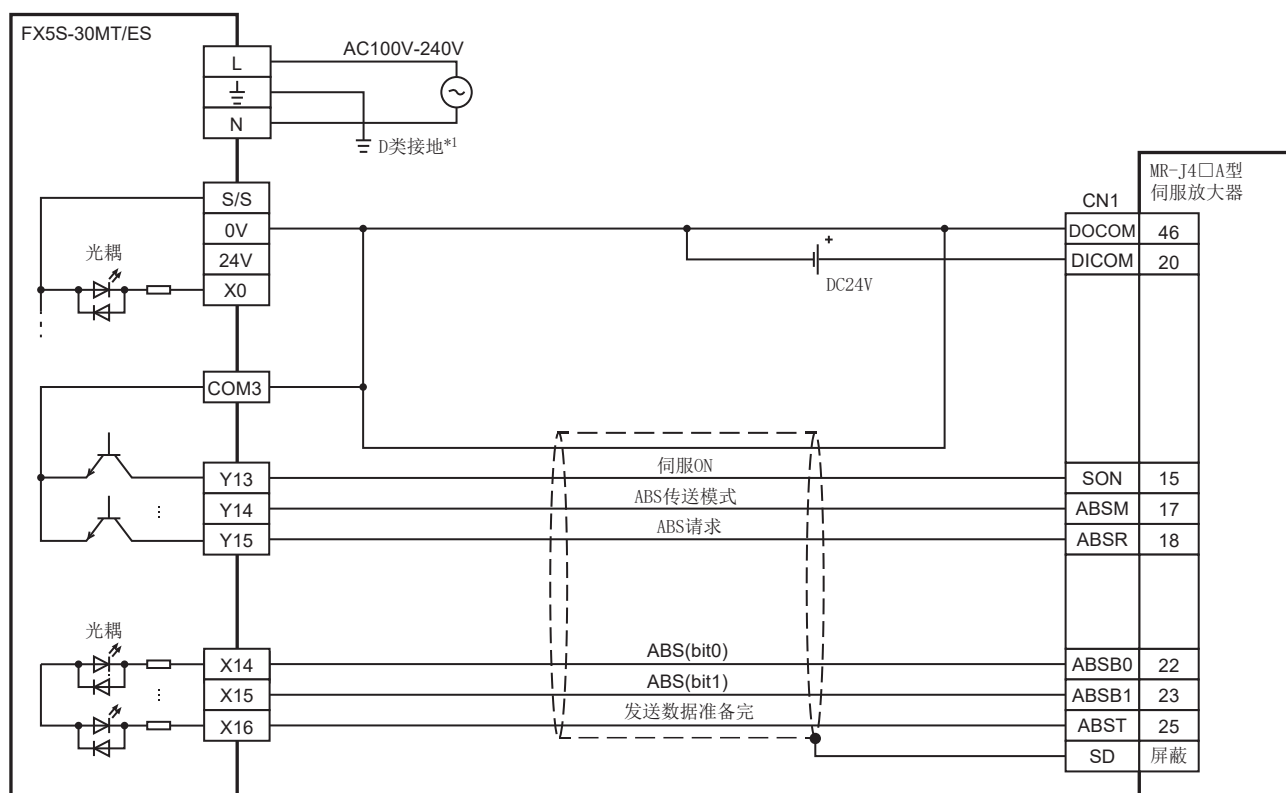 FX5S-30MT/ES
AC100V-240V
L
N
D类接地*1
MR-J4□A型
伺服放大器
CN1
S/S
0V
24V
X0
光耦
DOCOM 46
DICOM 20
+
DC24V
COM3
Y13 伺服ON SON 15
Y14 ABS传送模式 ABSM 17
Y15 ABS请求 ABSR 18
光耦
X14 ABS(bit0) ABSB0 22
X15 ABS(bit1) ABSB1 23
X16 发送数据准备完 ABST 25
SD 屏蔽